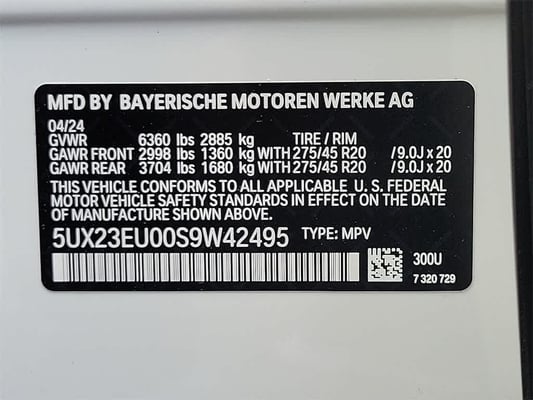 MFD BY BAYERISCHE MOTOREN WERKE AG
04/24
GVWR 6360 lbs 2885 kg TIRE / RIM
GAWR FRONT 2998 lbs 1360 kg WITH 275/45 R20 /9.0J x 20
GAWR REAR 3704 lbs 1680 kg WITH 275/45 R20 /9.0J x 20
THIS VEHICLE CONFORMS TO ALL APPLICABLE U. S. FEDERAL
MOTOR VEHICLE SAFETY STANDARDS IN EFFECT ON THE DATE
OF MANUFACTURE SHOWN ABOVE.
5UX23EU00S9W42495 TYPE: MPV
300U
7 320 729